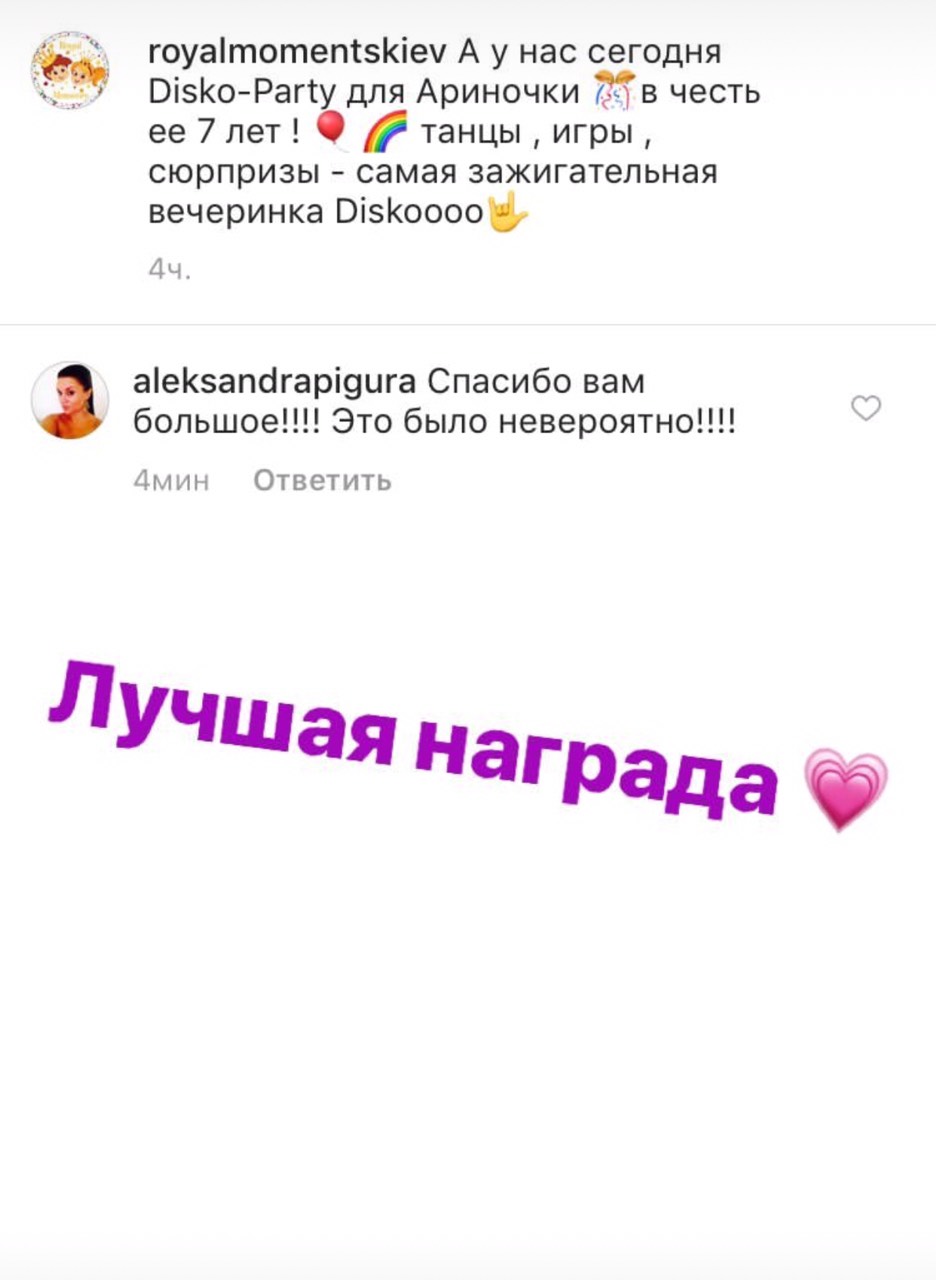 royalmomentskiev А у нас сегодня
Disko-Party для Ариночки 🎊 в честь
ее 7 лет ! 🎈 🌈 танцы , игры ,
сюрпризы - самая зажигательная
вечеринка Diskoooo🤟
4ч.
aleksandrapigura Спасибо вам
большое!!!! Это было невероятно!!!!
4мин Ответить
Лучшая награда 💗